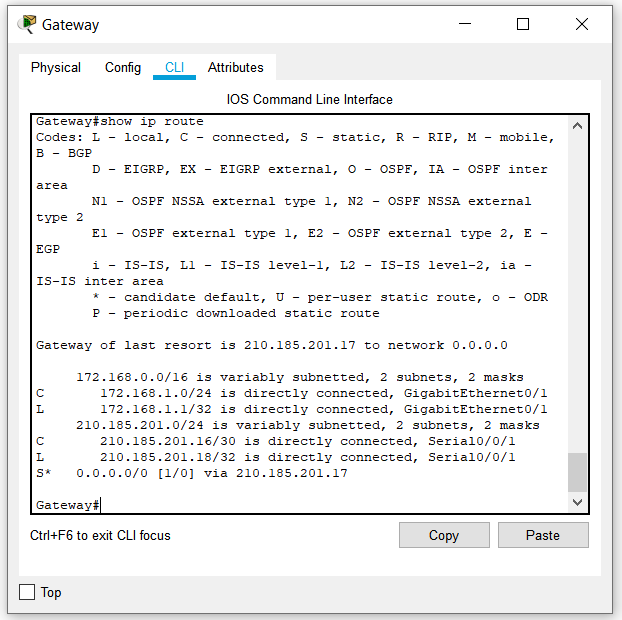 Gateway
Physical Config CLI Attributes
IOS Command Line Interface
Gateway#show ip route
Codes: L - local, C - connected, S - static, R - RIP, M - mobile,
B - BGP
D - EIGRP, EX - EIGRP external, O - OSPF, IA - OSPF inter
area
N1 - OSPF NSSA external type 1, N2 - OSPF NSSA external
type 2
E1 - OSPF external type 1, E2 - OSPF external type 2, E -
EGP
i - IS-IS, L1 - IS-IS level-1, L2 - IS-IS level-2, ia -
IS-IS inter area
* - candidate default, U - per-user static route, o - ODR
P - periodic downloaded static route
Gateway of last resort is 210.185.201.17 to network 0.0.0.0
172.168.0.0/16 is variably subnetted, 2 subnets, 2 masks
C 172.168.1.0/24 is directly connected, GigabitEthernet0/1
L 172.168.1.1/32 is directly connected, GigabitEthernet0/1
210.185.201.0/24 is variably subnetted, 2 subnets, 2 masks
C 210.185.201.16/30 is directly connected, Serial0/0/1
L 210.185.201.18/32 is directly connected, Serial0/0/1
S* 0.0.0.0/0 [1/0] via 210.185.201.17
Gateway#
Ctrl+F6 to exit CLI focus Copy Paste
Top